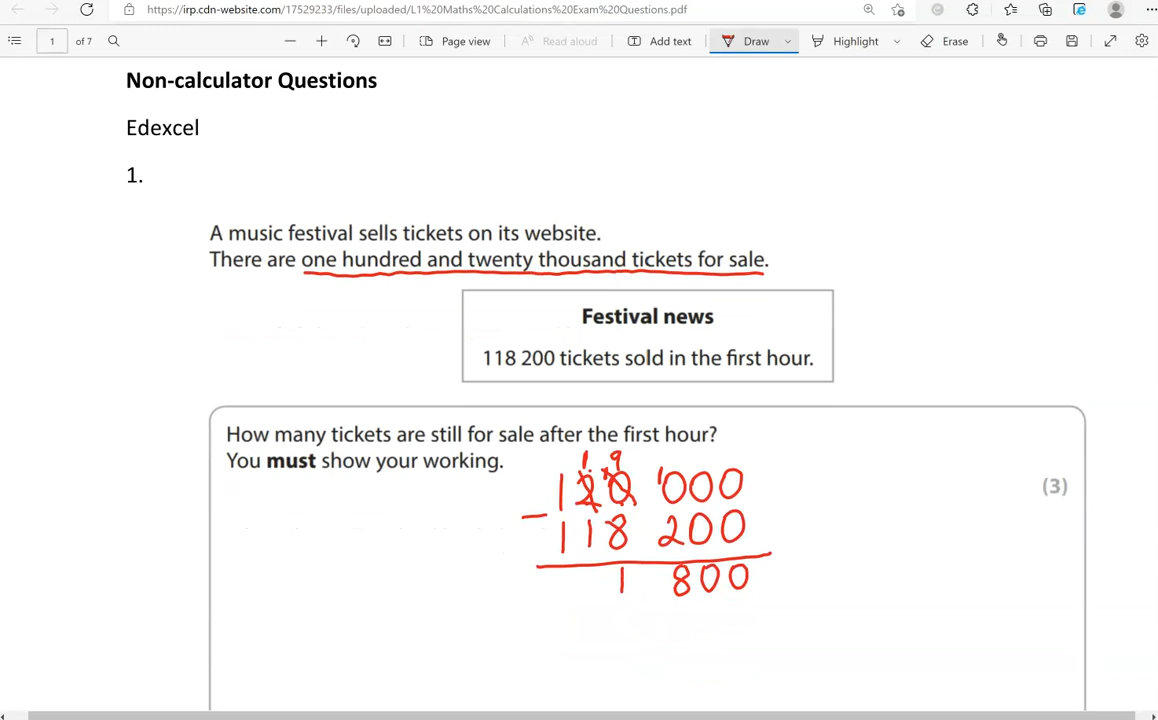 https://irp.cdn-website.com/17529233/files/uploaded/L1%20Maths%20Calculations%20Exam%20Questions.pdf
1 of 7 Page view Read aloud Add text Draw Highlight Erase
Non-calculator Questions
Edexcel
1.
A music festival sells tickets on its website.
There are one hundred and twenty thousand tickets for sale.
Festival news
118 200 tickets sold in the first hour.
How many tickets are still for sale after the first hour?
You must show your working.
(3)
1 9
120 1000
- 118 200
1 800